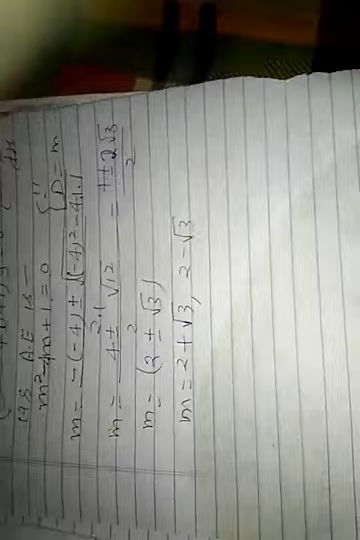 Its A.E is –
m² - 4m + 1 = 0 {∵ D = m
m = -(-4) ± √(-4)² - 4.1.1 / 2.1
m = 4 ± √12 / 2 = 4 ± 2√3 / 2
m = (2 ± √3)
m = 2 + √3, 2 - √3